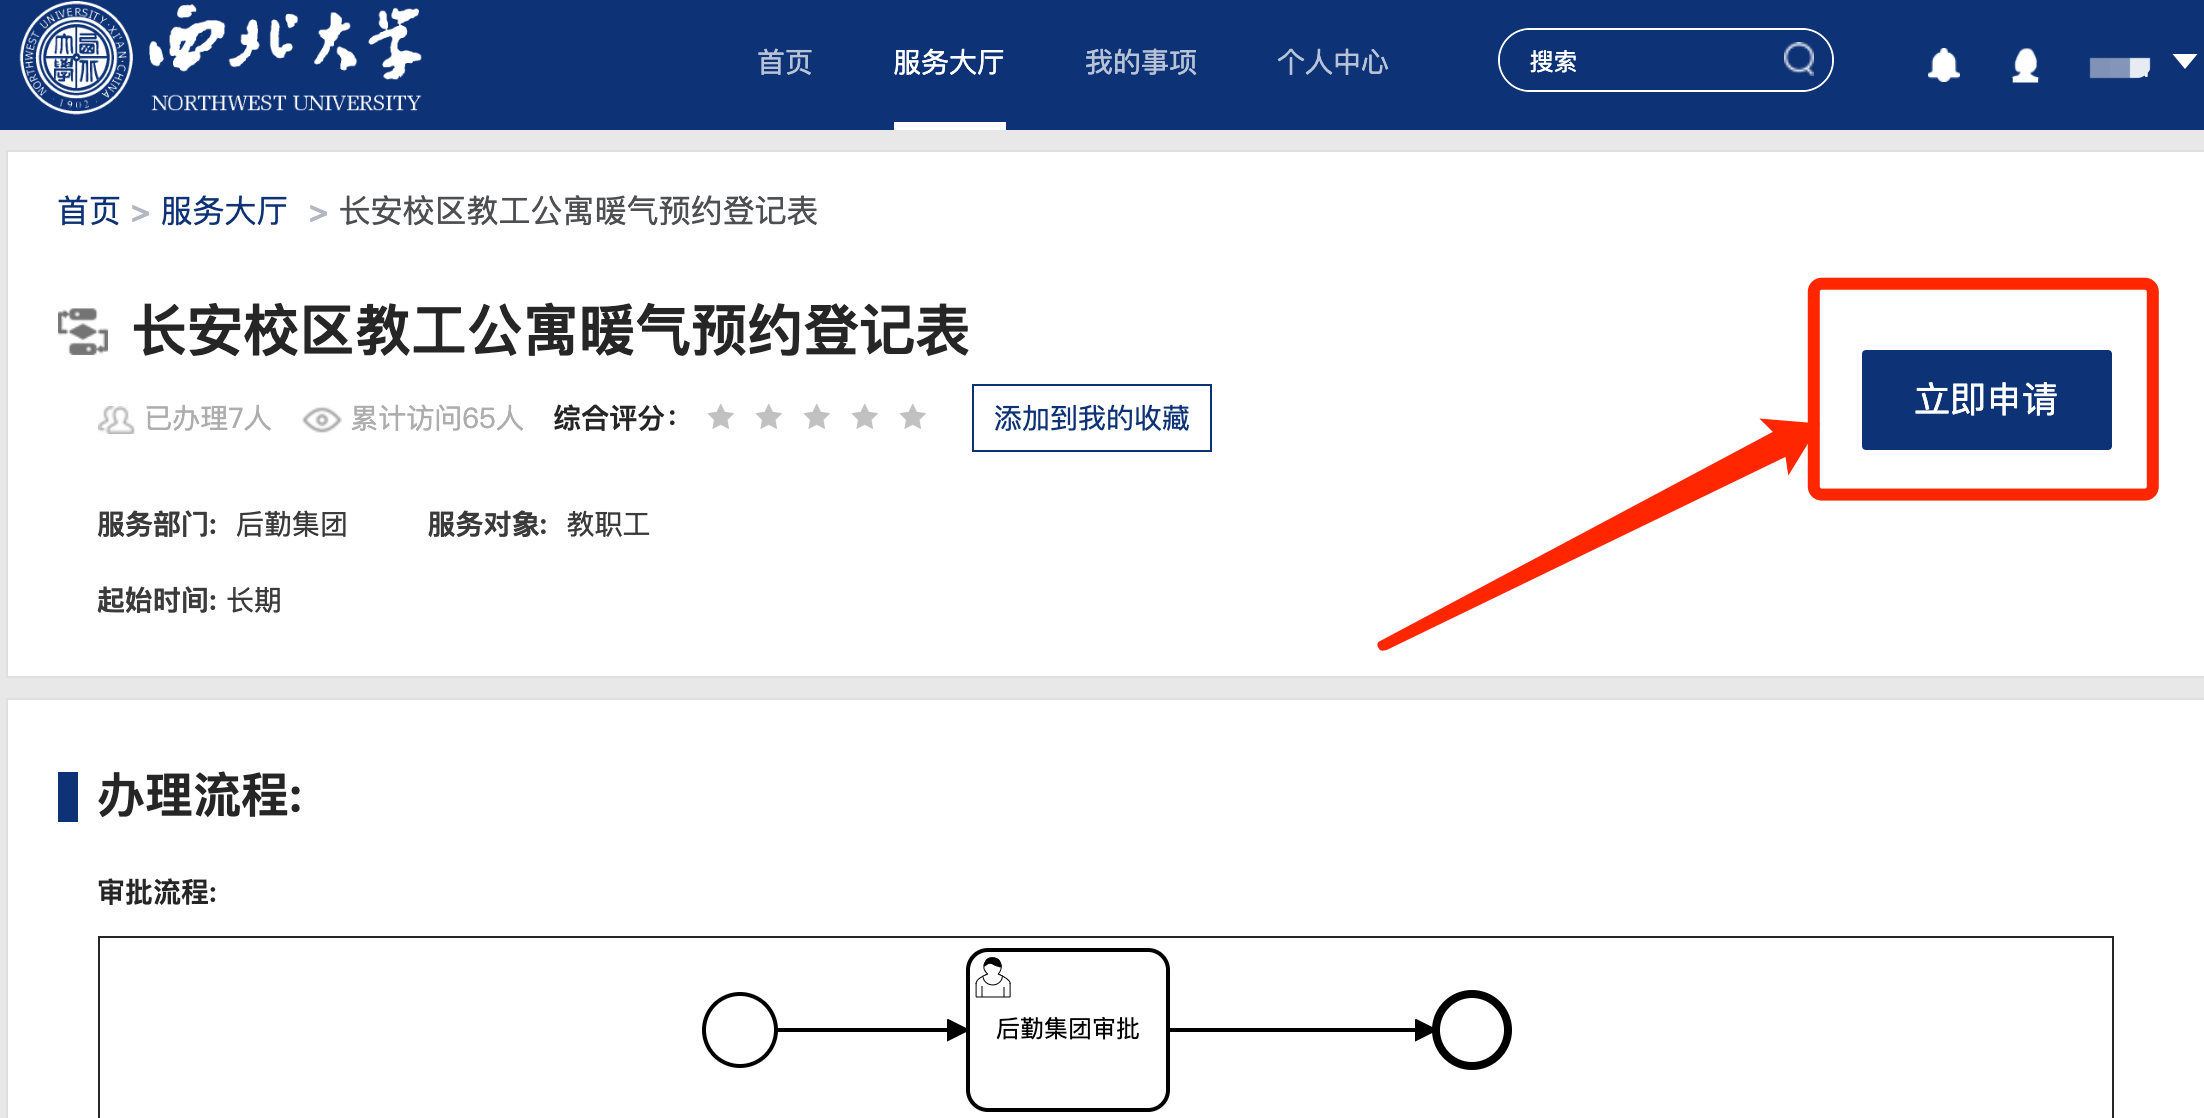 NORTHWEST UNIVERSITY·XI'AN·CHINA
·1902·
西北大学
NORTHWEST UNIVERSITY
首页 服务大厅 我的事项 个人中心 搜索
首页 > 服务大厅 > 长安校区教工公寓暖气预约登记表
长安校区教工公寓暖气预约登记表
立即申请
已办理7人 累计访问65人 综合评分： 添加到我的收藏
服务部门: 后勤集团 服务对象: 教职工
起始时间: 长期
办理流程:
审批流程:
后勤集团审批